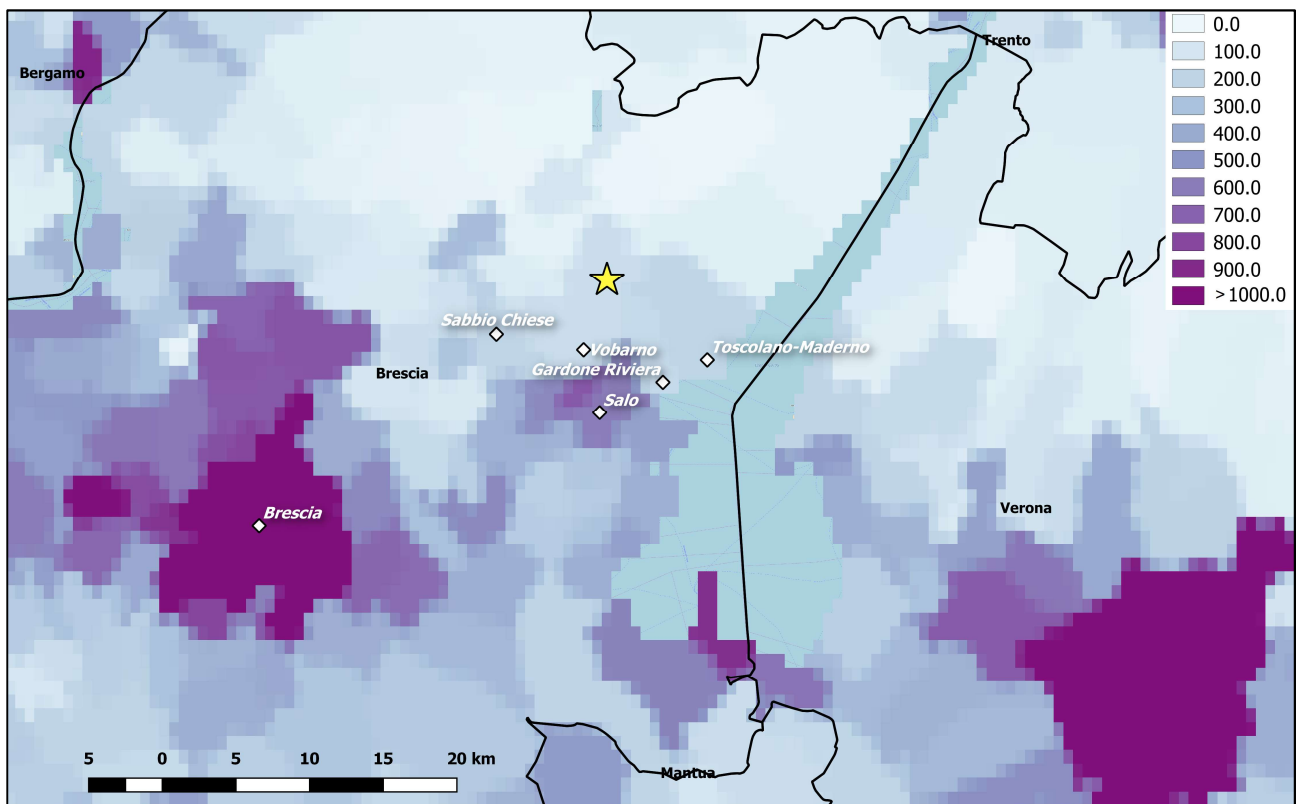 0.0
Trento
100.0
Bergamo
200.0
300.0
400.0
500.0
600.0
700.0
800.0
900.0
>1000.0
Sabbio Chiese
Vobarno
Toscolano-Maderno
Gardone Riviera
Brescia
Salo
Brescia
Verona
5 0 5 10 15 20 km
Mantua